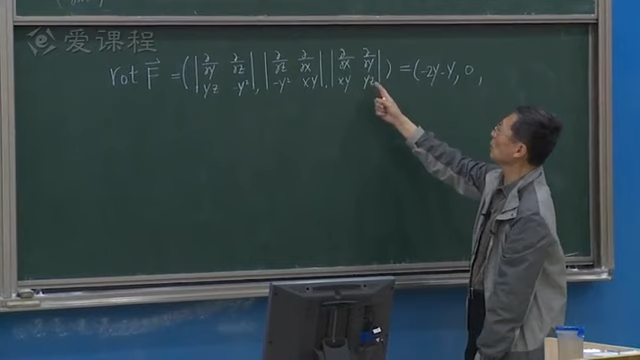 爱课程
rot F⃗ = ( | ∂/∂y ∂/∂z | , | ∂/∂z ∂/∂x | , | ∂/∂x ∂/∂y | ) = (-2y-y, 0,
yz -y² -y² xy xy yz